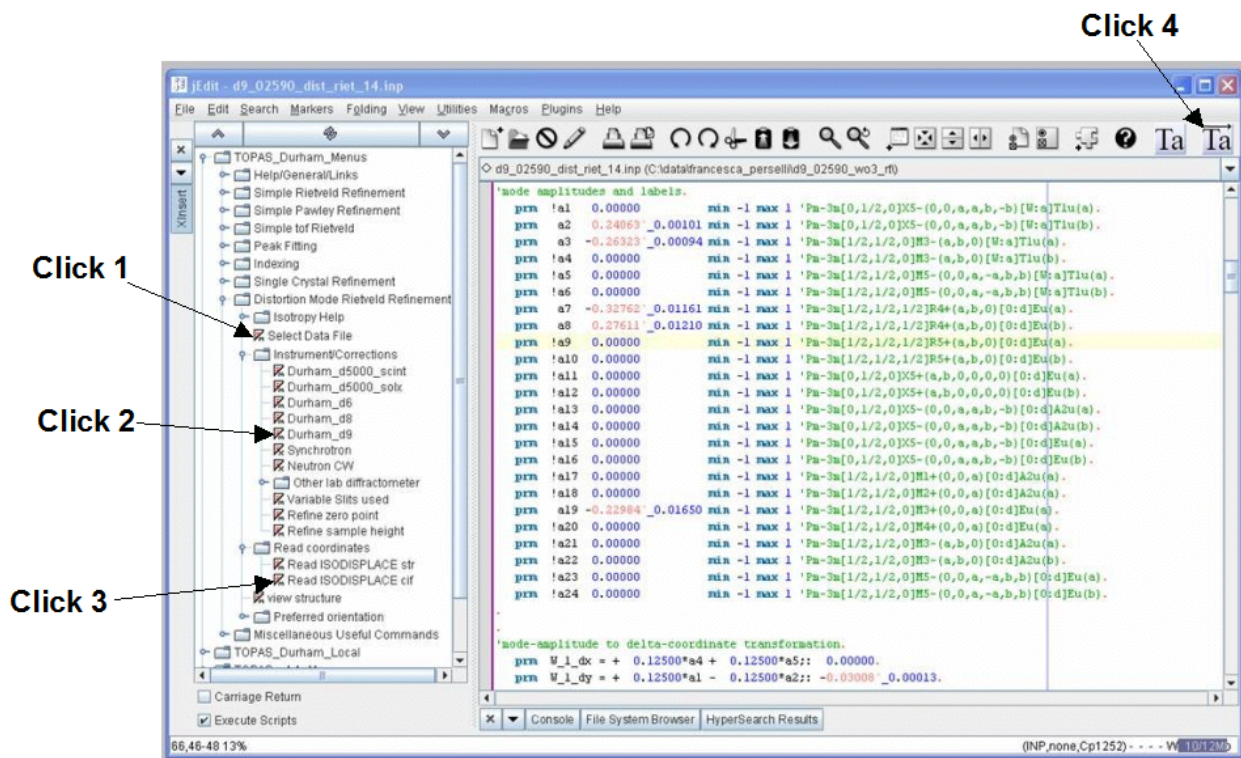 Click 4
jEdit - d9_02590_dist_riet_14.inp
File Edit Search Markers Folding View Utilities Macros Plugins Help
Ta Ta
XInsert
TOPAS_Durham_Menus
Help/General/Links
Simple Rietveld Refinement
Simple Pawley Refinement
Simple tof Rietveld
Peak Fitting
Indexing
Single Crystal Refinement
Distortion Mode Rietveld Refinement
Isotropy Help
Click 1
Select Data File
Instrument/Corrections
Durham_d5000_scint
Durham_d5000_solx
Durham_d6
Durham_d8
Click 2
Durham_d9
Synchrotron
Neutron CW
Other lab diffractometer
Variable Slits used
Refine zero point
Refine sample height
Read coordinates
Read ISODISPLACE str
Click 3
Read ISODISPLACE cif
view structure
Preferred orientation
Miscellaneous Useful Commands
TOPAS_Durham_Local
Carriage Return
Execute Scripts
d9_02590_dist_riet_14.inp (C:\data\francesca_perselli\d9_02590_wo3_rfl)
'mode amplitudes and labels.
prm !a1 0.00000 min -1 max 1 'Pm-3m[0,1/2,0]X5-(0,0,a,a,b,-b)[W:a]T1u(a).
prm a2 0.24063`_0.00101 min -1 max 1 'Pm-3m[0,1/2,0]X5-(0,0,a,a,b,-b)[W:a]T1u(b).
prm a3 -0.26323`_0.00094 min -1 max 1 'Pm-3m[1/2,1/2,0]M3-(a,b,0)[W:a]T1u(a).
prm !a4 0.00000 min -1 max 1 'Pm-3m[1/2,1/2,0]M3-(a,b,0)[W:a]T1u(b).
prm !a5 0.00000 min -1 max 1 'Pm-3m[1/2,1/2,0]M5-(0,0,a,-a,b,b)[W:a]T1u(a).
prm !a6 0.00000 min -1 max 1 'Pm-3m[1/2,1/2,0]M5-(0,0,a,-a,b,b)[W:a]T1u(b).
prm a7 -0.32762`_0.01161 min -1 max 1 'Pm-3m[1/2,1/2,1/2]R4+(a,b,0)[0:d]Eu(a).
prm a8 0.27611`_0.01210 min -1 max 1 'Pm-3m[1/2,1/2,1/2]R4+(a,b,0)[0:d]Eu(b).
prm !a9 0.00000 min -1 max 1 'Pm-3m[1/2,1/2,1/2]R5+(a,b,0)[0:d]Eu(a).
prm !a10 0.00000 min -1 max 1 'Pm-3m[1/2,1/2,1/2]R5+(a,b,0)[0:d]Eu(b).
prm !a11 0.00000 min -1 max 1 'Pm-3m[0,1/2,0]X5+(a,b,0,0,0,0)[0:d]Eu(a).
prm !a12 0.00000 min -1 max 1 'Pm-3m[0,1/2,0]X5+(a,b,0,0,0,0)[0:d]Eu(b).
prm !a13 0.00000 min -1 max 1 'Pm-3m[0,1/2,0]X5-(0,0,a,a,b,-b)[0:d]A2u(a).
prm !a14 0.00000 min -1 max 1 'Pm-3m[0,1/2,0]X5-(0,0,a,a,b,-b)[0:d]A2u(b).
prm !a15 0.00000 min -1 max 1 'Pm-3m[0,1/2,0]X5-(0,0,a,a,b,-b)[0:d]Eu(a).
prm !a16 0.00000 min -1 max 1 'Pm-3m[0,1/2,0]X5-(0,0,a,a,b,-b)[0:d]Eu(b).
prm !a17 0.00000 min -1 max 1 'Pm-3m[1/2,1/2,0]M1+(0,0,a)[0:d]A2u(a).
prm !a18 0.00000 min -1 max 1 'Pm-3m[1/2,1/2,0]M2+(0,0,a)[0:d]A2u(a).
prm a19 -0.22984`_0.01650 min -1 max 1 'Pm-3m[1/2,1/2,0]M3+(0,0,a)[0:d]Eu(a).
prm !a20 0.00000 min -1 max 1 'Pm-3m[1/2,1/2,0]M4+(0,0,a)[0:d]Eu(a).
prm !a21 0.00000 min -1 max 1 'Pm-3m[1/2,1/2,0]M3-(a,b,0)[0:d]A2u(a).
prm !a22 0.00000 min -1 max 1 'Pm-3m[1/2,1/2,0]M3-(a,b,0)[0:d]A2u(b).
prm !a23 0.00000 min -1 max 1 'Pm-3m[1/2,1/2,0]M5-(0,0,a,-a,b,b)[0:d]Eu(a).
prm !a24 0.00000 min -1 max 1 'Pm-3m[1/2,1/2,0]M5-(0,0,a,-a,b,b)[0:d]Eu(b).
.
.
'mode-amplitude to delta-coordinate transformation.
prm W_1_dx = + 0.12500*a4 + 0.12500*a5;: 0.00000.
prm W_1_dy = + 0.12500*a1 - 0.12500*a2;: -0.03008`_0.00013.
Console File System Browser HyperSearch Results
66,46-48 13%
(INP,none,Cp1252) - - - - W 10/12Mb